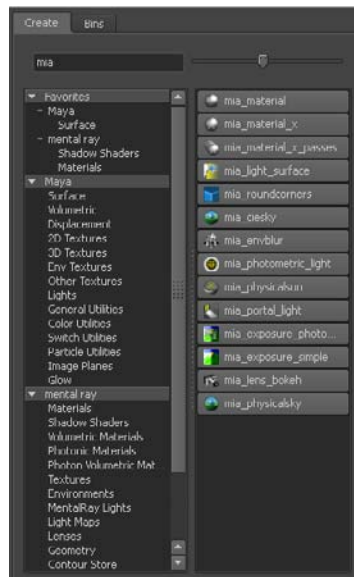 Create
Bins
mia
Favorites
Maya
Surface
mental ray
Shadow Shaders
Materials
Maya
Surface
Volumetric
Displacement
2D Textures
3D Textures
Env Textures
Other Textures
Lights
General Utilities
Color Utilities
Switch Utilities
Particle Utilities
Image Planes
Glow
mental ray
Materials
Shadow Shaders
Volumetric Materials
Photonic Materials
Photon Volumetric Mat...
Textures
Environments
MentalRay Lights
Light Maps
Lenses
Geometry
Contour Store
mia_material
mia_material_x
mia_material_x_passes
mia_light_surface
mia_roundcorners
mia_ciesky
mia_envblur
mia_photometric_light
mia_physicalsun
mia_portal_light
mia_exposure_photo...
mia_exposure_simple
mia_lens_bokeh
mia_physicalsky